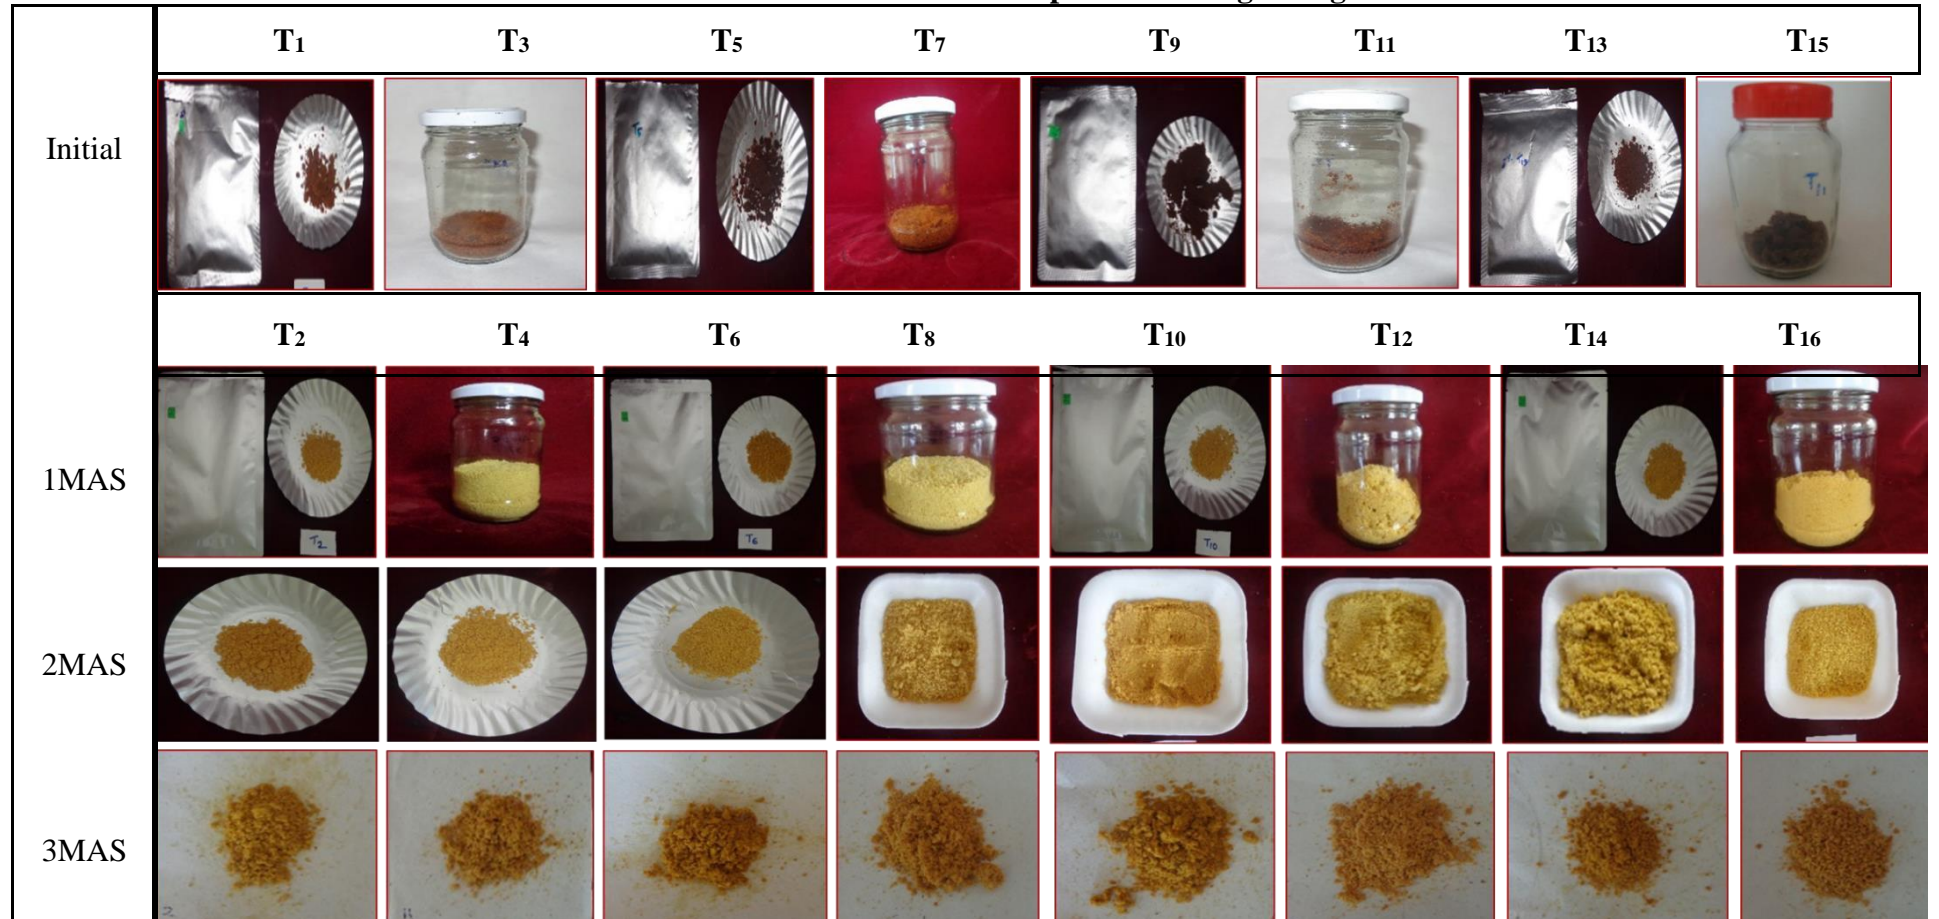 T1 T3 T5 T7 T9 T11 T13 T15
Initial
T2 T4 T6 T8 T10 T12 T14 T16
1MAS
T2 T6 T10
2MAS
3MAS